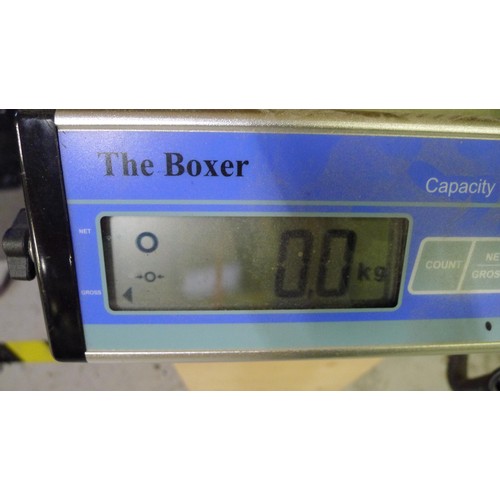 The Boxer
Capacity
NET
GROSS
0.0 kg
COUNT
NE
GROS